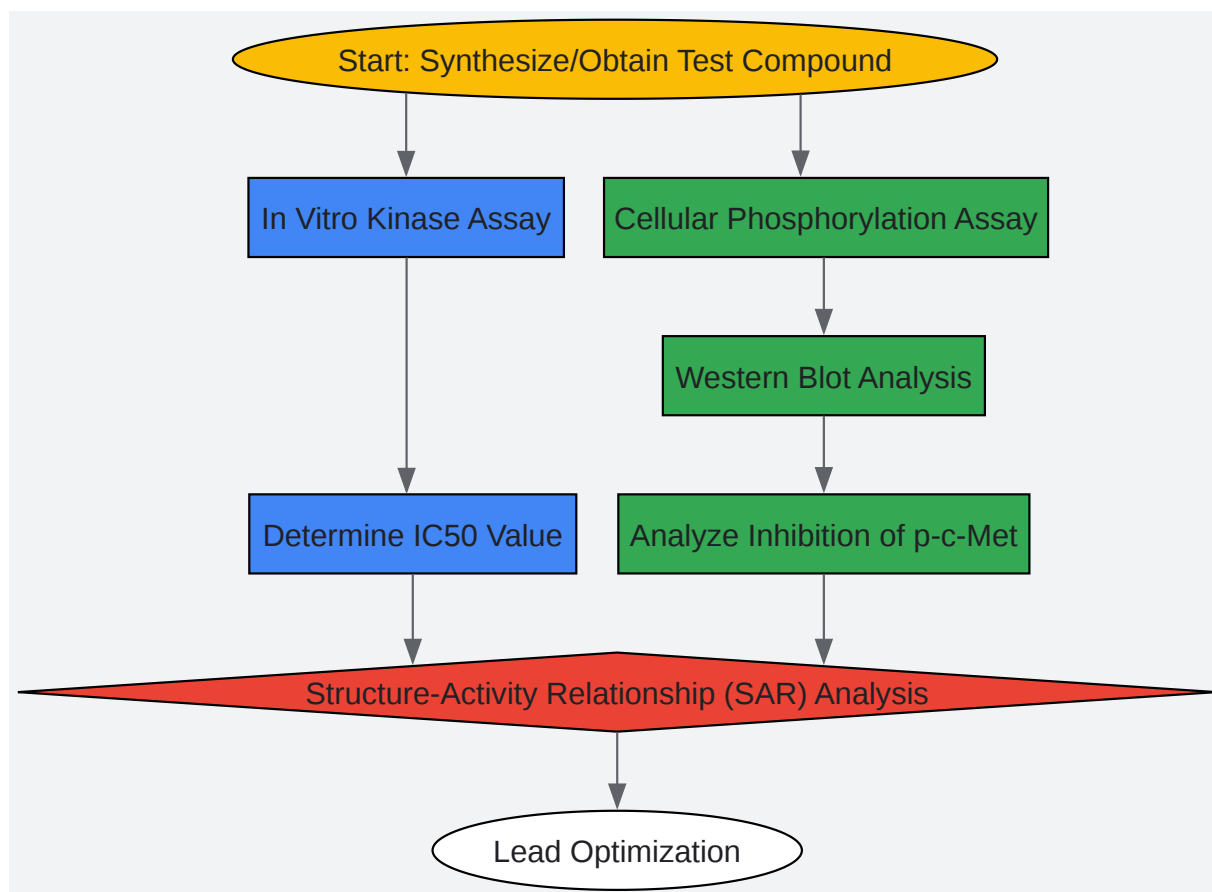 Start: Synthesize/Obtain Test Compound
In Vitro Kinase Assay
Cellular Phosphorylation Assay
Western Blot Analysis
Determine IC50 Value
Analyze Inhibition of p-c-Met
Structure-Activity Relationship (SAR) Analysis
Lead Optimization